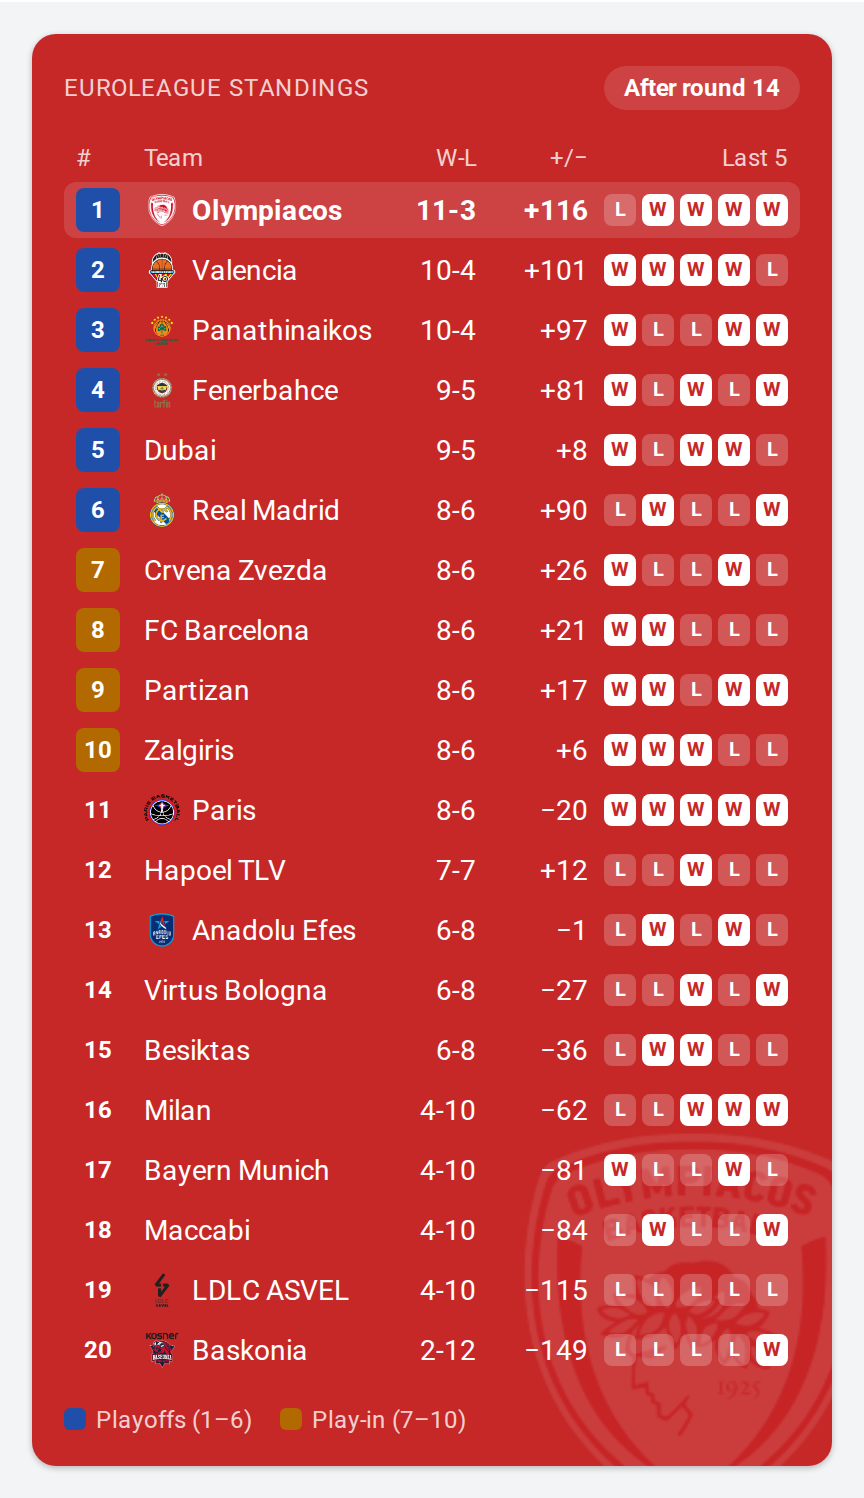 EUROLEAGUE STANDINGS After round 14
# Team W-L +/− Last 5
1 Olympiacos 11-3 +116 L W W W W
2 Valencia 10-4 +101 W W W W L
3 Panathinaikos 10-4 +97 W L L W W
4 Fenerbahce 9-5 +81 W L W L W
5 Dubai 9-5 +8 W L W W L
6 Real Madrid 8-6 +90 L W L L W
7 Crvena Zvezda 8-6 +26 W L L W L
8 FC Barcelona 8-6 +21 W W L L L
9 Partizan 8-6 +17 W W L W W
10 Zalgiris 8-6 +6 W W W L L
11 Paris 8-6 −20 W W W W W
12 Hapoel TLV 7-7 +12 L L W L L
13 Anadolu Efes 6-8 −1 L W L W L
14 Virtus Bologna 6-8 −27 L L W L W
15 Besiktas 6-8 −36 L W W L L
16 Milan 4-10 −62 L L W W W
17 Bayern Munich 4-10 −81 W L L W L
18 Maccabi 4-10 −84 L W L L W
19 LDLC ASVEL 4-10 −115 L L L L L
20 Baskonia 2-12 −149 L L L L W
OLYMPIACOS
1925
Playoffs (1–6) Play-in (7–10)